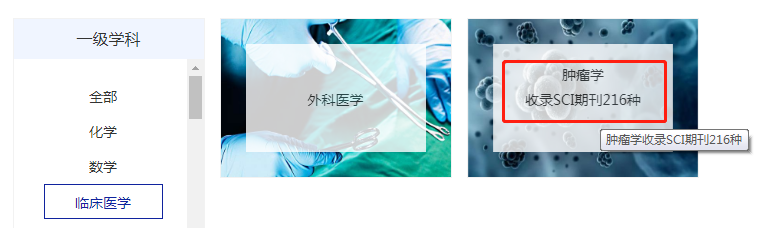 一级学科
全部
化学
数学
临床医学
外科医学
肿瘤学
收录SCI期刊216种
肿瘤学收录SCI期刊216种